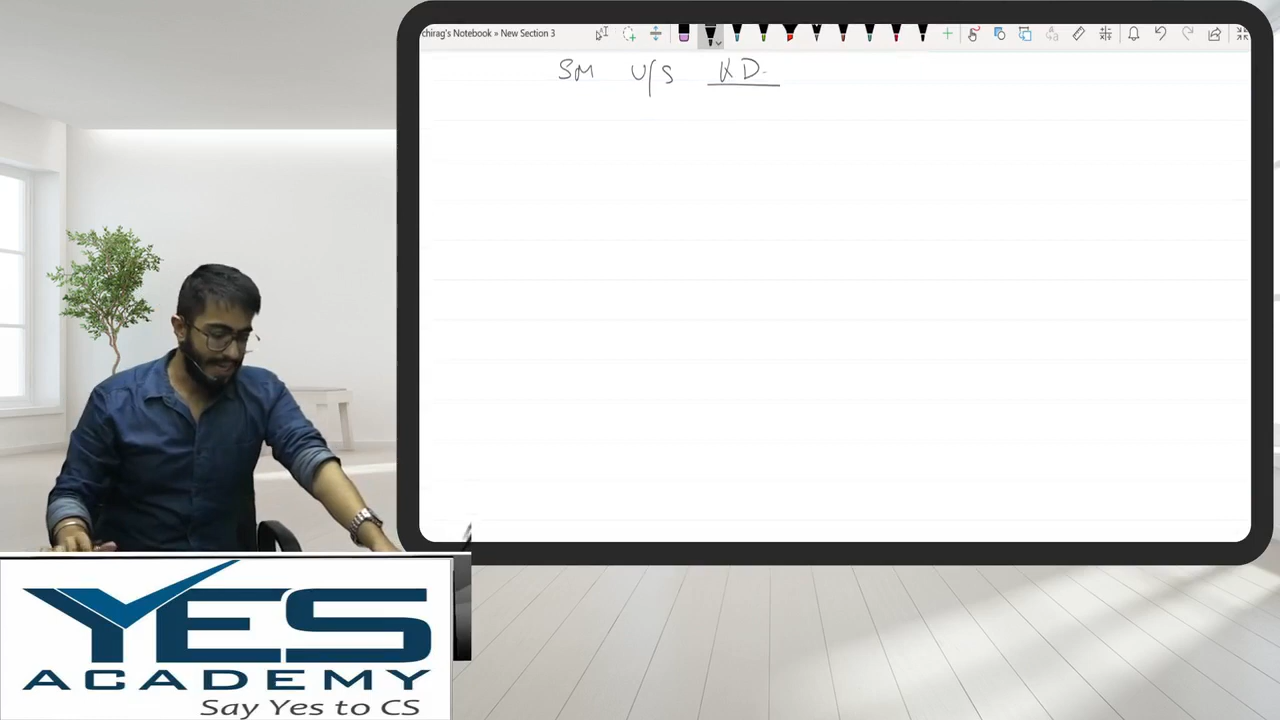 chirag's Notebook » New Section 3
SM V/S KD.
YES
ACADEMY
Say Yes to CS